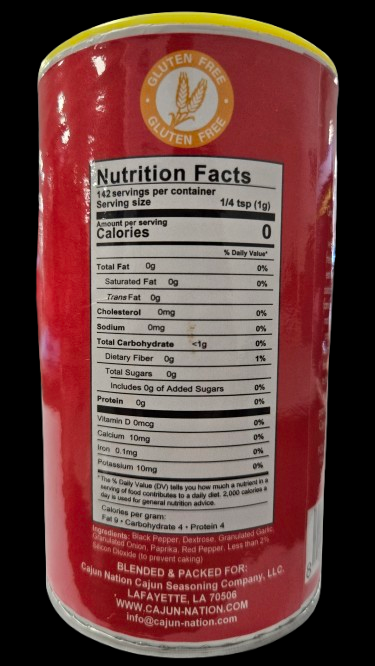 GLUTEN FREE
GLUTEN FREE
Nutrition Facts
142 servings per container
Serving size 1/4 tsp (1g)
Amount per serving
Calories 0
% Daily Value*
Total Fat 0g 0%
Saturated Fat 0g 0%
Trans Fat 0g
Cholesterol 0mg 0%
Sodium 0mg 0%
Total Carbohydrate <1g 0%
Dietary Fiber 0g 1%
Total Sugars 0g
Includes 0g of Added Sugars 0%
Protein 0g 0%
Vitamin D 0mcg 0%
Calcium 10mg 0%
Iron 0.1mg 0%
Potassium 10mg 0%
*The % Daily Value (DV) tells you how much a nutrient in a
serving of food contributes to a daily diet. 2,000 calories a
day is used for general nutrition advice.
Calories per gram:
Fat 9 • Carbohydrate 4 • Protein 4
Ingredients: Black Pepper, Dextrose, Granulated Garlic,
Granulated Onion, Paprika, Red Pepper, Less than 2%
Silicon Dioxide (to prevent caking)
BLENDED & PACKED FOR:
Cajun Nation Cajun Seasoning Company, LLC.
LAFAYETTE, LA 70506
WWW.CAJUN-NATION.COM
info@cajun-nation.com